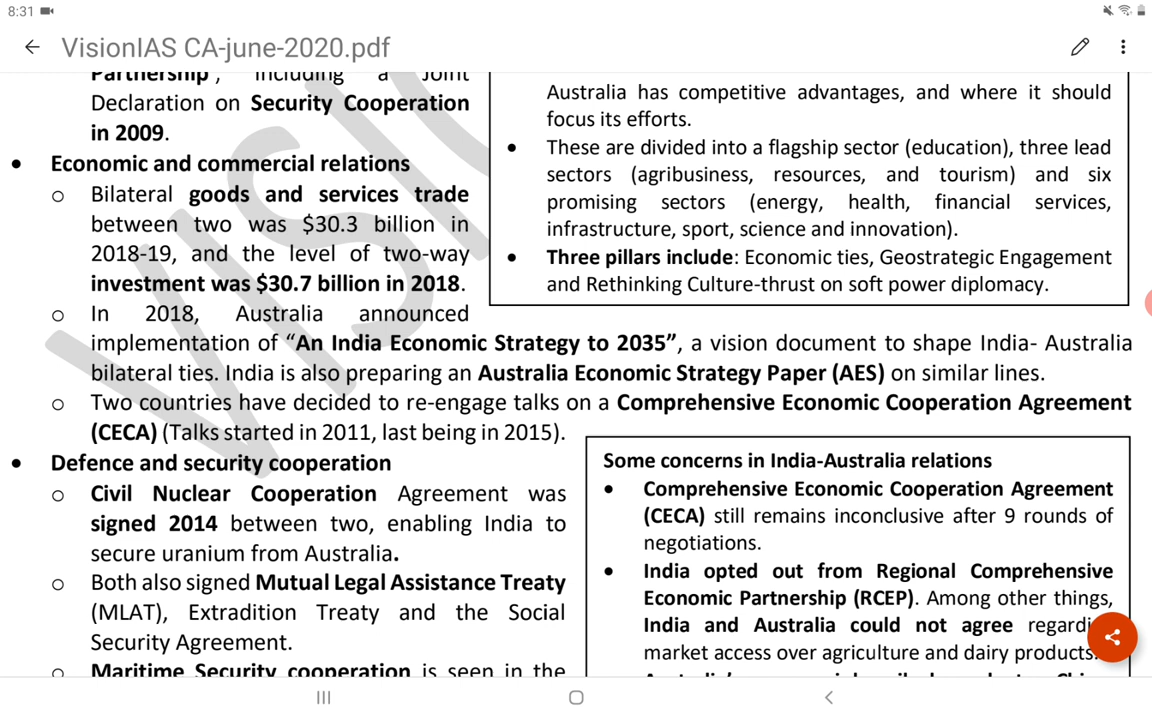 8:31
VisionIAS CA-june-2020.pdf
Partnership', including a Joint
Declaration on Security Cooperation
in 2009.
• Economic and commercial relations
o Bilateral goods and services trade
between two was $30.3 billion in
2018-19, and the level of two-way
investment was $30.7 billion in 2018.
o In 2018, Australia announced
Australia has competitive advantages, and where it should
focus its efforts.
• These are divided into a flagship sector (education), three lead
sectors (agribusiness, resources, and tourism) and six
promising sectors (energy, health, financial services,
infrastructure, sport, science and innovation).
• Three pillars include: Economic ties, Geostrategic Engagement
and Rethinking Culture-thrust on soft power diplomacy.
implementation of “An India Economic Strategy to 2035”, a vision document to shape India- Australia
bilateral ties. India is also preparing an Australia Economic Strategy Paper (AES) on similar lines.
o Two countries have decided to re-engage talks on a Comprehensive Economic Cooperation Agreement
(CECA) (Talks started in 2011, last being in 2015).
• Defence and security cooperation
o Civil Nuclear Cooperation Agreement was
signed 2014 between two, enabling India to
secure uranium from Australia.
o Both also signed Mutual Legal Assistance Treaty
(MLAT), Extradition Treaty and the Social
Security Agreement.
o Maritime Security cooperation is seen in the
Some concerns in India-Australia relations
• Comprehensive Economic Cooperation Agreement
(CECA) still remains inconclusive after 9 rounds of
negotiations.
• India opted out from Regional Comprehensive
Economic Partnership (RCEP). Among other things,
India and Australia could not agree regardi
market access over agriculture and dairy products.